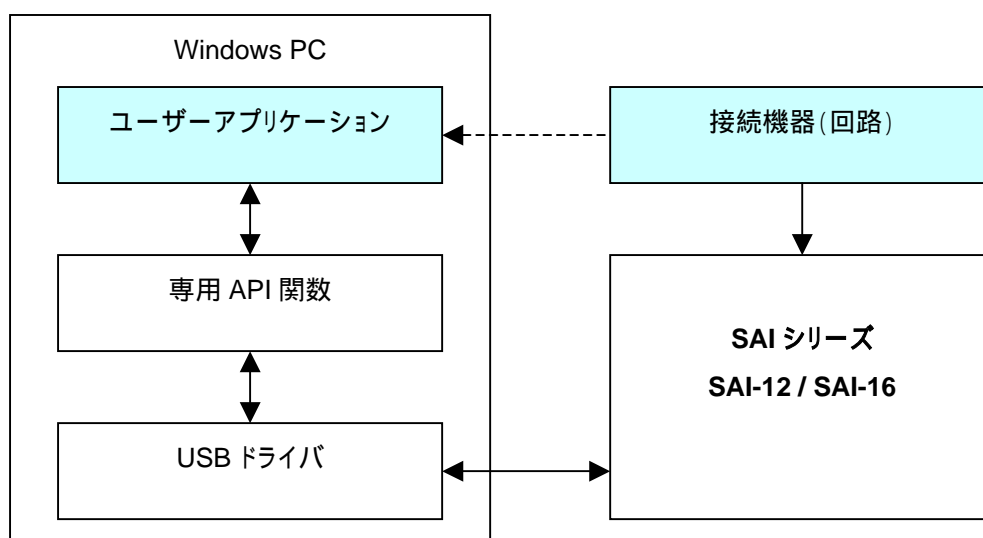 Windows PC
ユーザーアプリケーション
接続機器(回路)
専用 API 関数
SAI シリーズ
SAI-12 / SAI-16
USB ドライバ